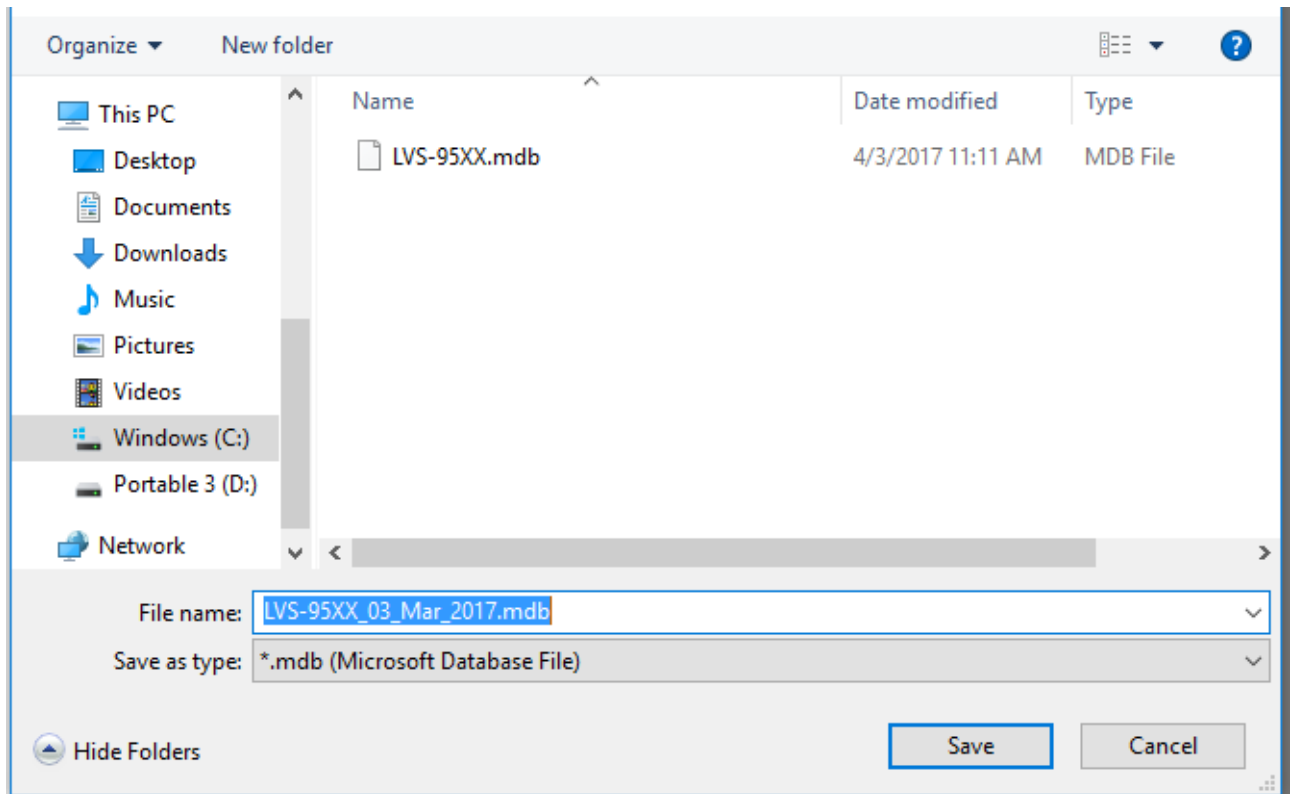 Organize New folder ?
Name Date modified Type
This PC
LVS-95XX.mdb 4/3/2017 11:11 AM MDB File
Desktop
Documents
Downloads
Music
Pictures
Videos
Windows (C:)
Portable 3 (D:)
Network
File name: LVS-95XX_03_Mar_2017.mdb
Save as type: *.mdb (Microsoft Database File)
Hide Folders Save Cancel